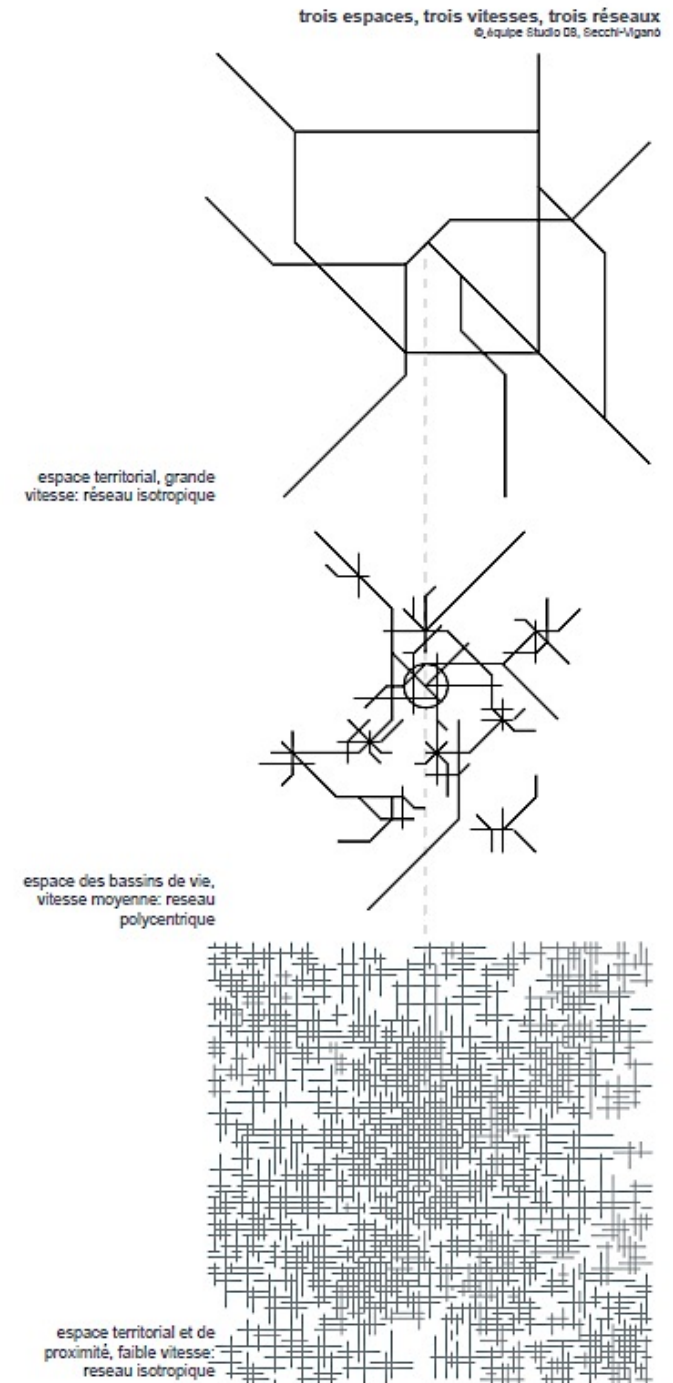 trois espaces, trois vitesses, trois réseaux
© équipe Studio 08, Secchi-Viganò
espace territorial, grande
vitesse: réseau isotropique
espace des bassins de vie,
vitesse moyenne: reseau
polycentrique
espace territorial et de
proximité, faible vitesse:
reseau isotropique